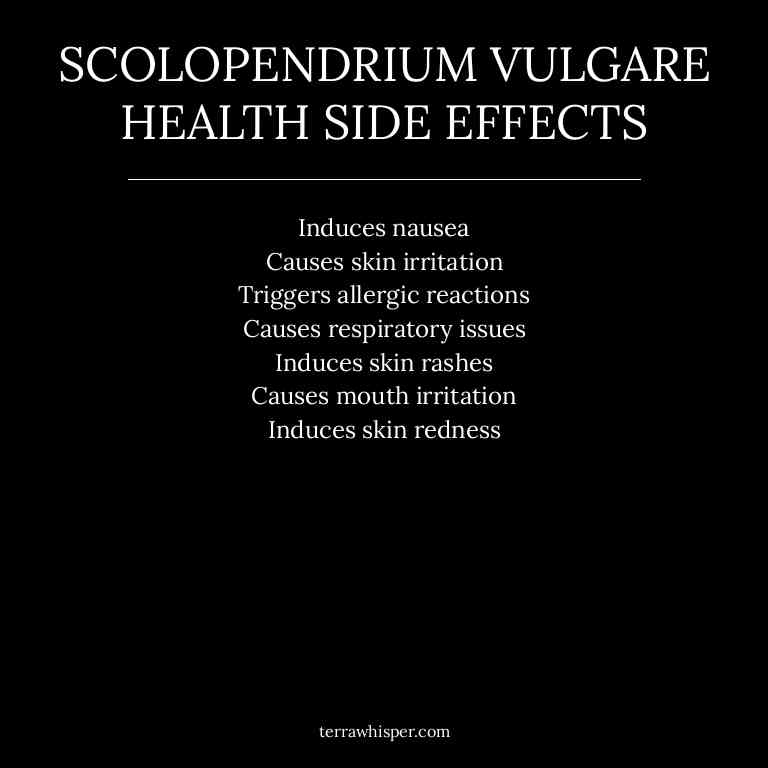 SCOLOPENDRIUM VULGARE
HEALTH SIDE EFFECTS
Induces nausea
Causes skin irritation
Triggers allergic reactions
Causes respiratory issues
Induces skin rashes
Causes mouth irritation
Induces skin redness
terrawhisper.com